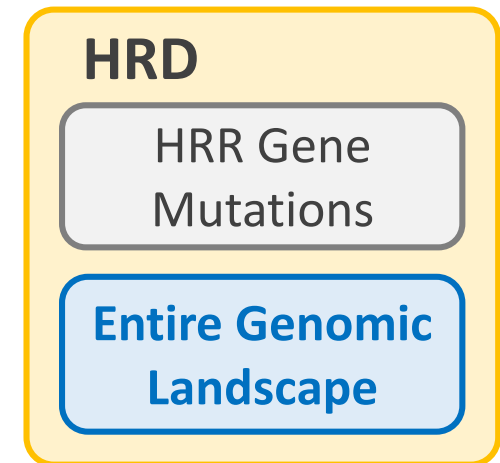 HRD
HRR Gene
Mutations
Entire Genomic
Landscape